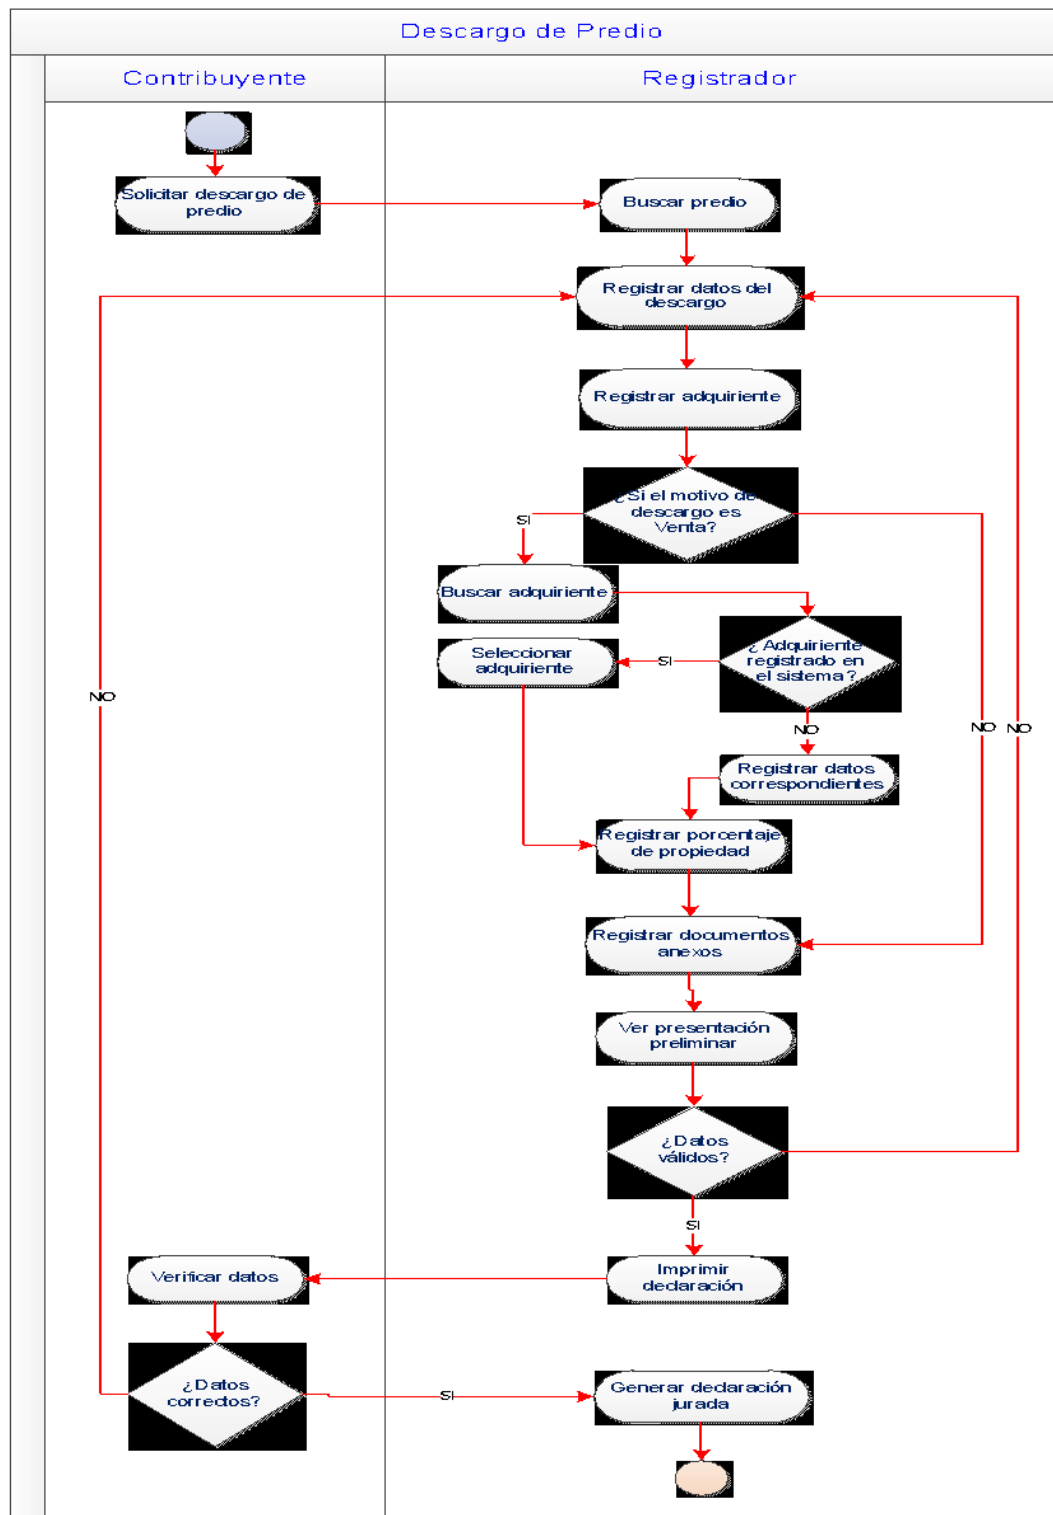 Descargo de Predio
Contribuyente
Registrador
Solicitar descargo de
predio
Buscar predio
Registrar datos del
descargo
Registrar adquiriente
¿Si el motivo de
descargo es
Venta?
SI
Buscar adquiriente
¿Adquiriente
registrado en
el sistema?
SI
Seleccionar
adquiriente
NO
NO
NO
NO
Registrar datos
correspondientes
Registrar porcentaje
de propiedad
Registrar documentos
anexos
Ver presentación
preliminar
¿Datos
válidos?
SI
Imprimir
declaración
Verificar datos
¿Datos
correctos?
SI
Generar declaración
jurada